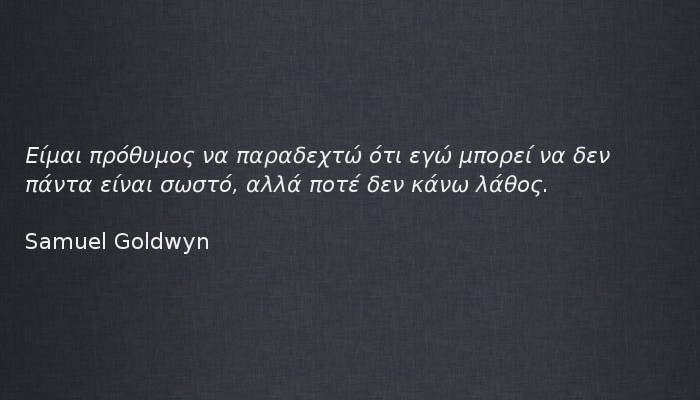 Είμαι πρόθυμος να παραδεχτώ ότι εγώ μπορεί να δεν
πάντα είναι σωστό, αλλά ποτέ δεν κάνω λάθος.
Samuel Goldwyn